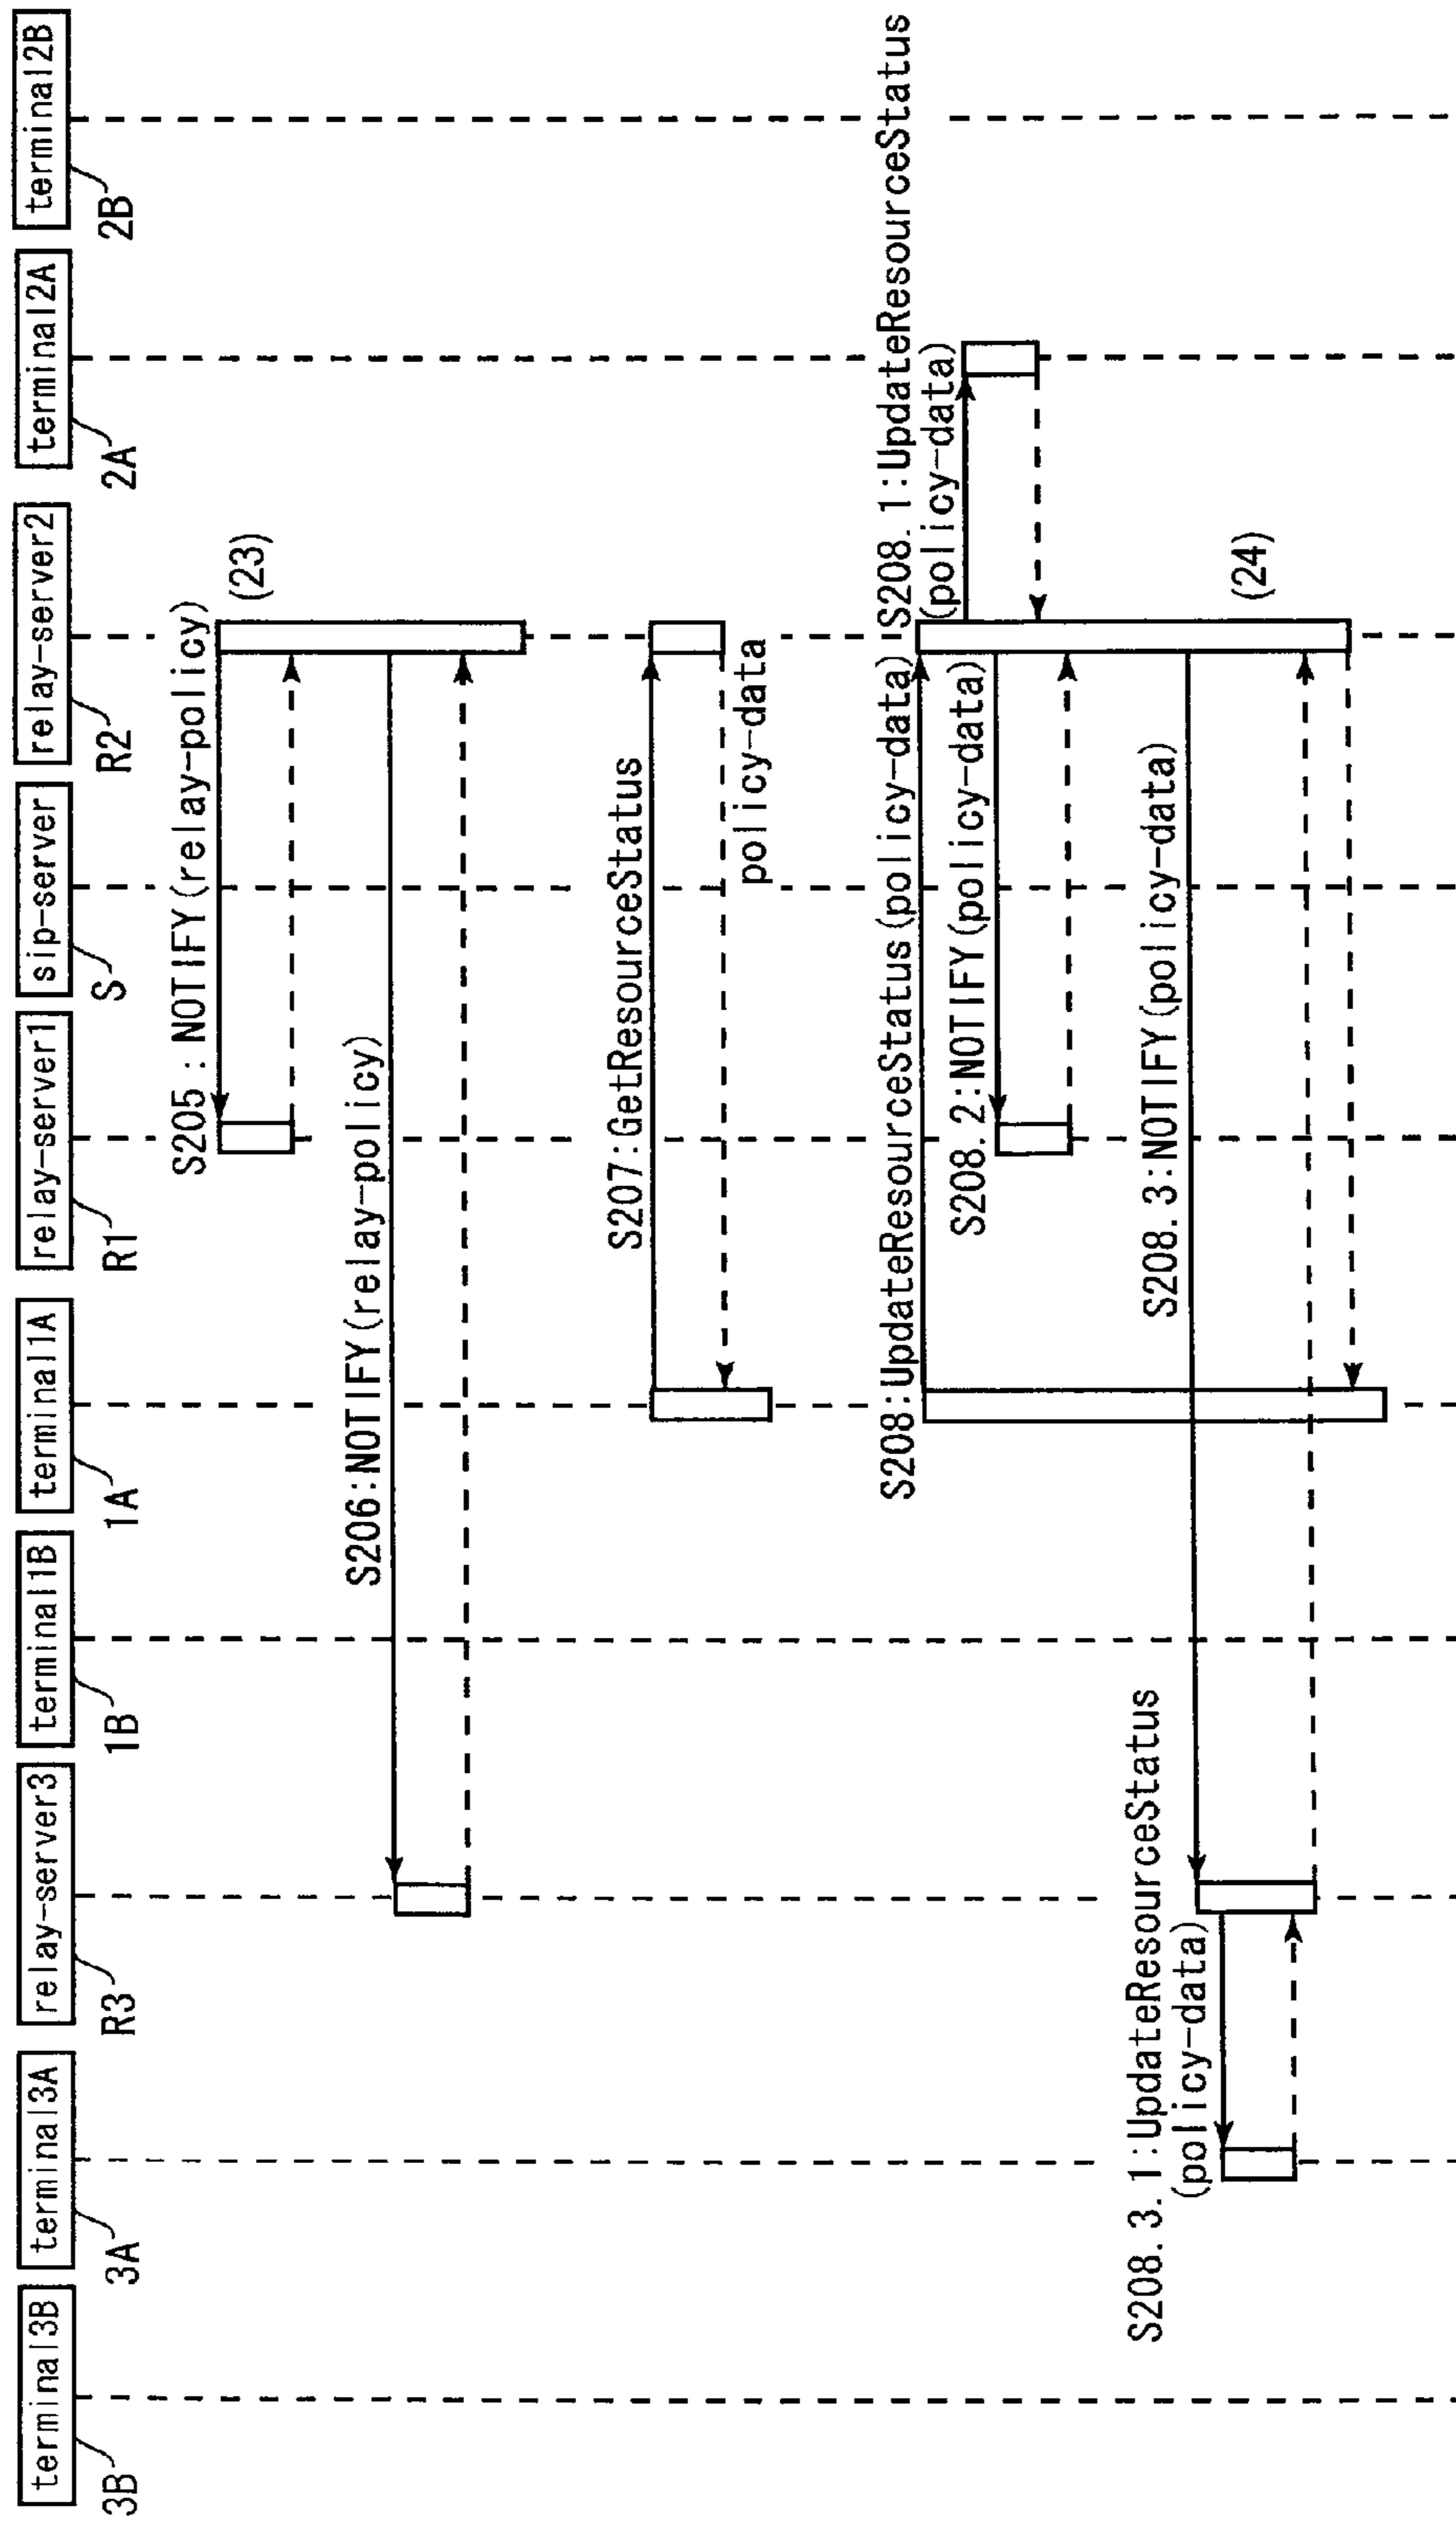 terminal3B
terminal3A
relay-server3
terminal1B
terminal1A
relay-server1
sip-server
relay-server2
terminal2A
terminal2B
3B
3A
R3
1B
1A
R1
S
R2
2A
2B
S205:NOTIFY(relay-policy)
(23)
S206:NOTIFY(relay-policy)
S207:GetResourceStatus
policy-data
S208:UpdateResourceStatus(policy-data)
S208.1:UpdateResourceStatus
(policy-data)
S208.2:NOTIFY(policy-data)
S208.3.1:UpdateResourceStatus
(policy-data)
S208.3:NOTIFY(policy-data)
(24)